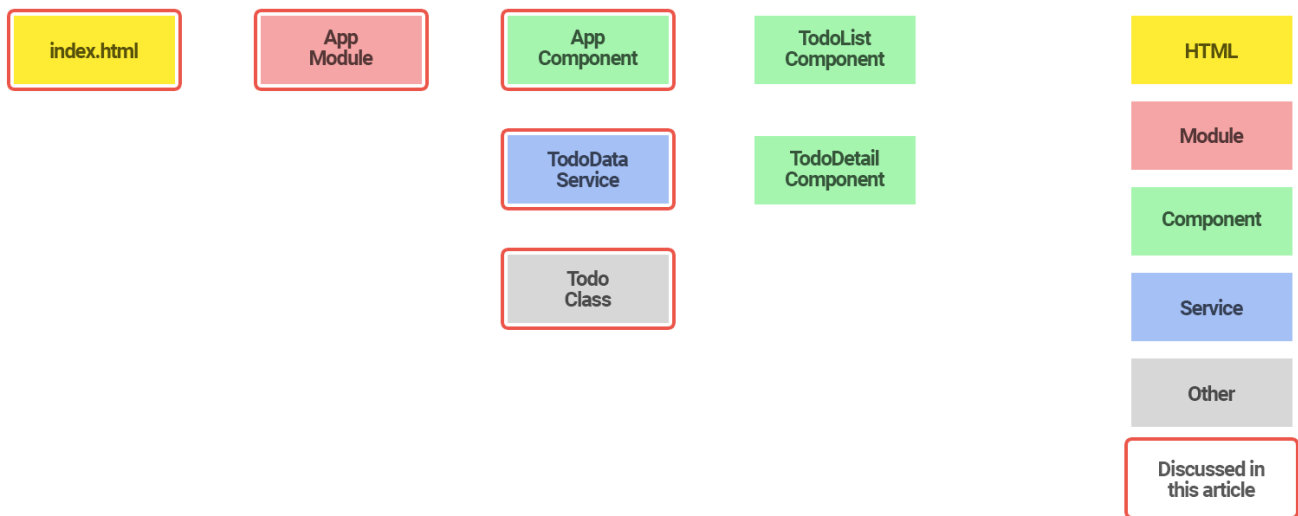 index.html
App
Module
App
Component
TodoList
Component
TodoData
Service
TodoDetail
Component
Todo
Class
HTML
Module
Component
Service
Other
Discussed in
this article